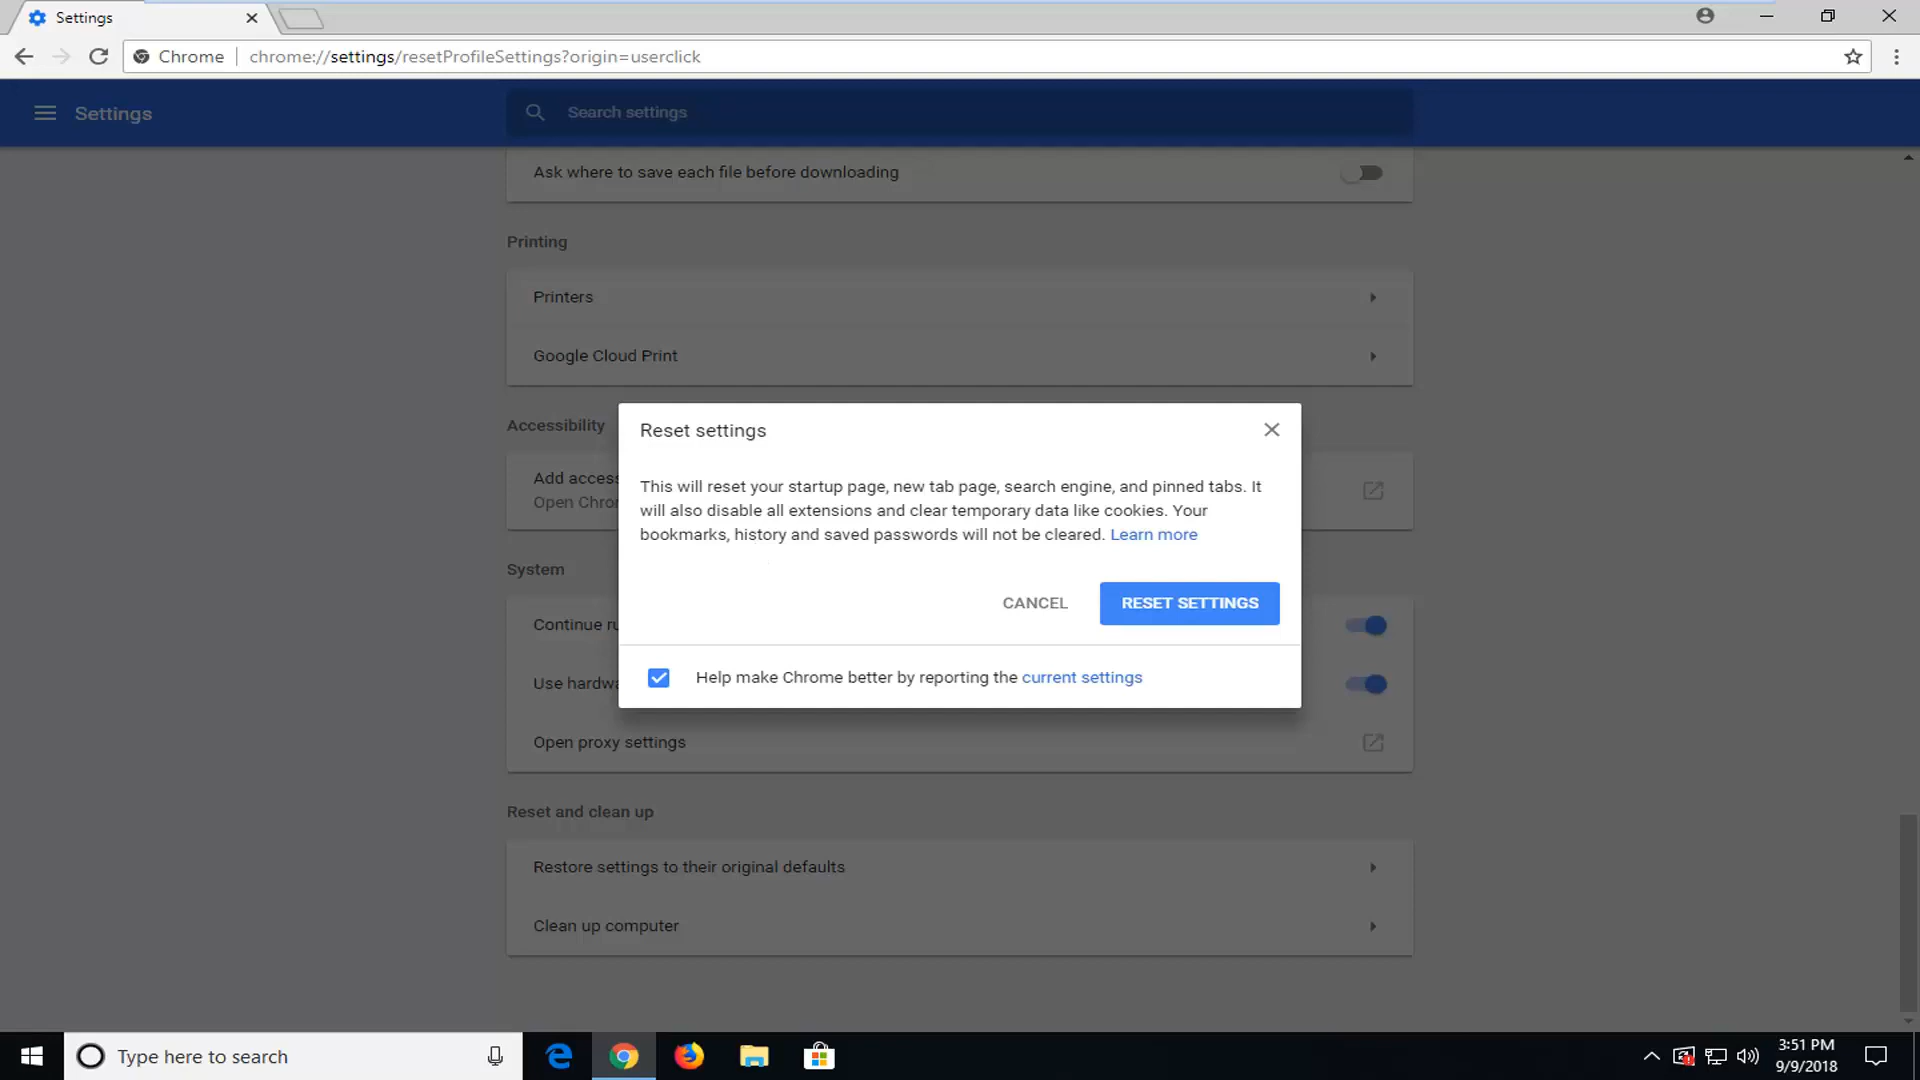 Settings
Chrome
chrome://settings/resetProfileSettings?origin=userclick
Settings
Search settings
Ask where to save each file before downloading
Printing
Printers
Google Cloud Print
Accessibility
Add acces
Open Chro
Reset settings
This will reset your startup page, new tab page, search engine, and pinned tabs. It
will also disable all extensions and clear temporary data like cookies. Your
bookmarks, history and saved passwords will not be cleared. Learn more
CANCEL
RESET SETTINGS
Help make Chrome better by reporting the current settings
System
Continue ru
Use hardwa
Open proxy settings
Reset and clean up
Restore settings to their original defaults
Clean up computer
Type here to search
3:51 PM
9/9/2018